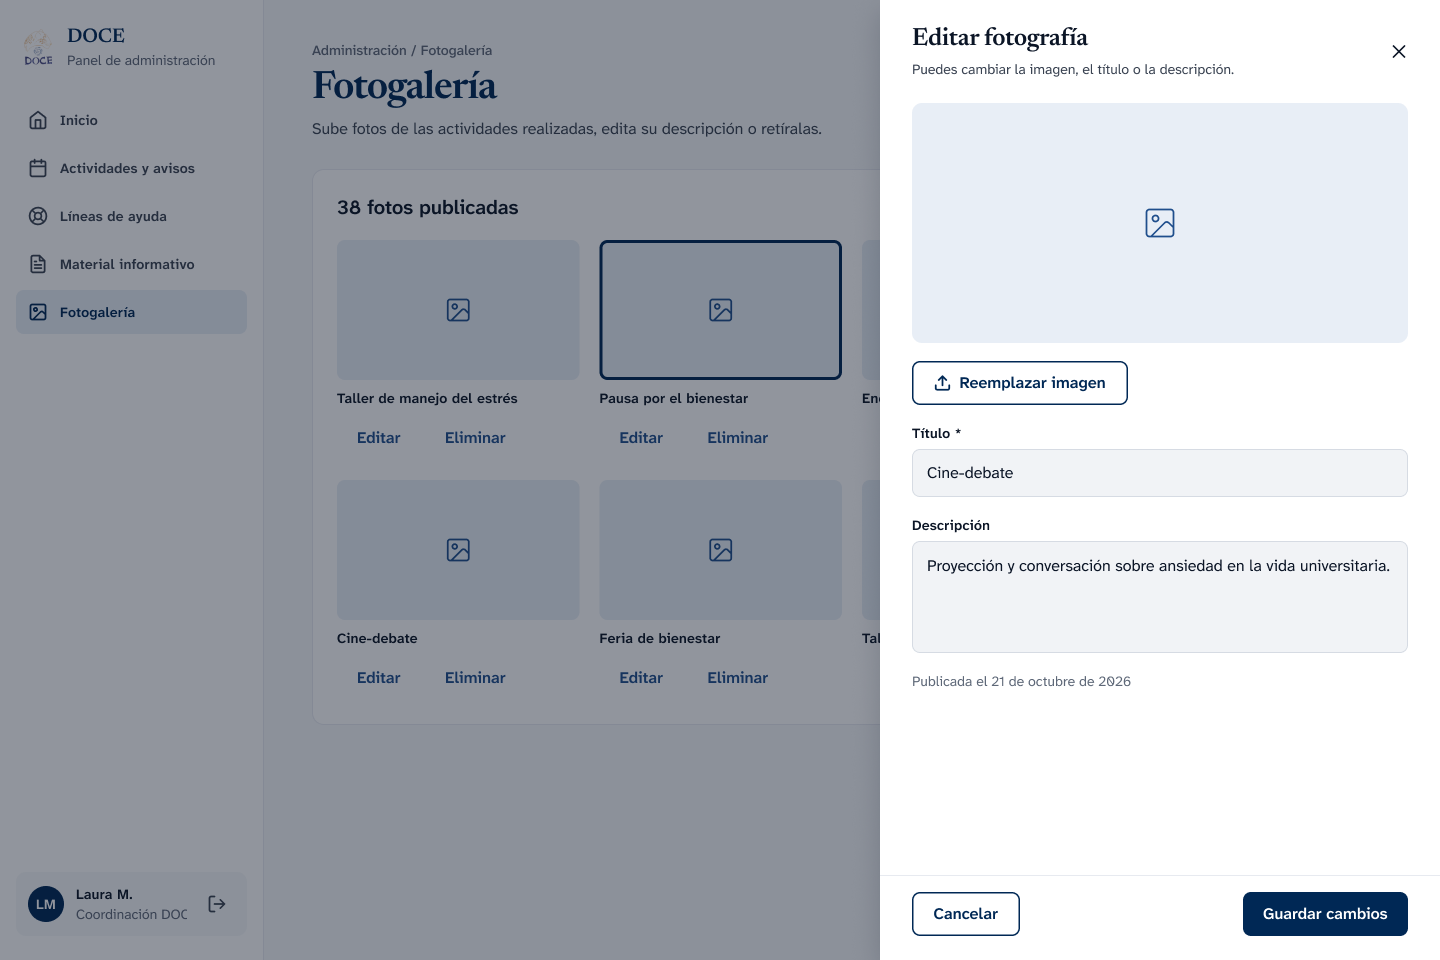 DOCE
DOCE
Panel de administración
Inicio
Actividades y avisos
Líneas de ayuda
Material informativo
Fotogalería
LM
Laura M.
Coordinación DOC
Administración / Fotogalería
Fotogalería
Sube fotos de las actividades realizadas, edita su descripción o retíralas.
38 fotos publicadas
Taller de manejo del estrés
Pausa por el bienestar
Editar
Eliminar
Editar
Eliminar
Cine-debate
Feria de bienestar
Editar
Eliminar
Editar
Eliminar
Editar fotografía
Puedes cambiar la imagen, el título o la descripción.
Reemplazar imagen
Título *
Cine-debate
Descripción
Proyección y conversación sobre ansiedad en la vida universitaria.
Publicada el 21 de octubre de 2026
Cancelar
Guardar cambios